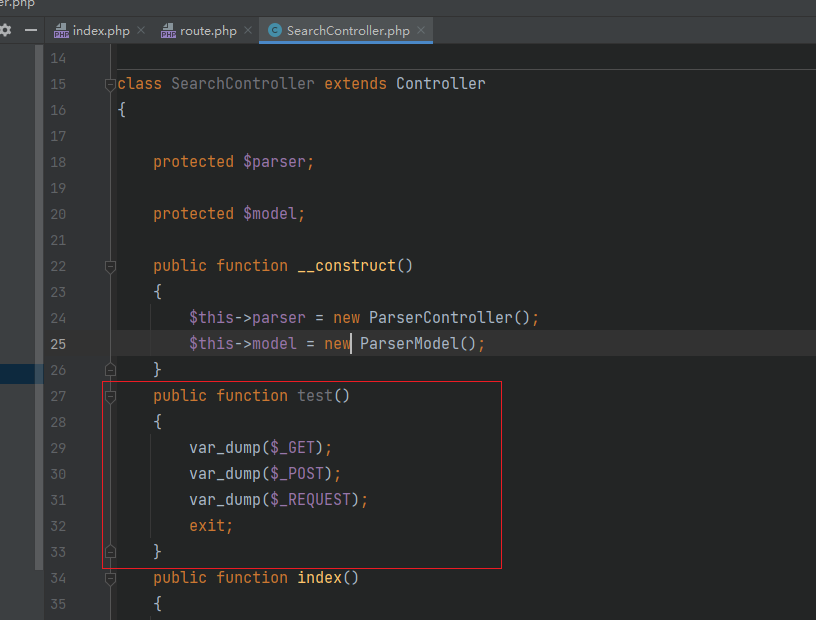 er.php
index.php
route.php
SearchController.php
14
15 class SearchController extends Controller
16 {
17
18 protected $parser;
19
20 protected $model;
21
22 public function __construct()
23 {
24 $this->parser = new ParserController();
25 $this->model = new ParserModel();
26 }
27 public function test()
28 {
29 var_dump($_GET);
30 var_dump($_POST);
31 var_dump($_REQUEST);
32 exit;
33 }
34 public function index()
35 {